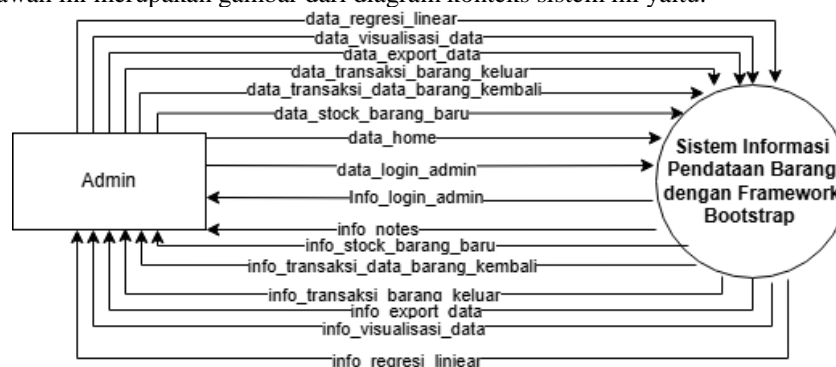 awah ini merupakan gambar dari diagram konteks sistem ini yaitu:
data_regresi_linear
data_visualisasi_data
data_export_data
data_transaksi_barang_keluar
data_transaksi_data_barang_kembali
data_stock_barang_baru
data_home
data_login_admin
Info_login_admin
info_notes
info_stock_barang_baru
info_transaksi_data_barang_kembali
info_transaksi_barang_keluar
info_export_data
info_visualisasi_data
info_regresi_liniear
Admin
Sistem Informasi
Pendataan Barang
dengan Framework
Bootstrap